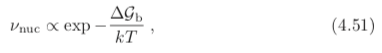 ν_nuc ∝ exp − Δ𝒢_b / kT , (4.51)